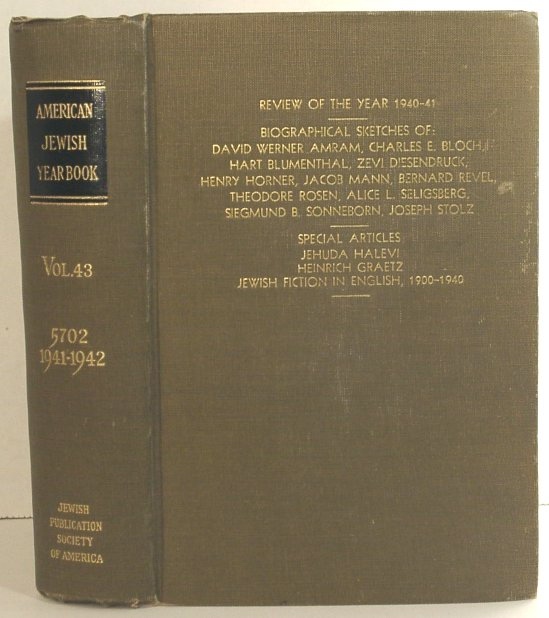 AMERICAN
JEWISH
YEAR BOOK
VOL. 43
5702
1941-1942
JEWISH
PUBLICATION
SOCIETY
OF AMERICA
REVIEW OF THE YEAR 1940-41
BIOGRAPHICAL SKETCHES OF:
DAVID WERNER AMRAM, CHARLES E. BLOCH,
HART BLUMENTHAL, ZEVI DIESENDRUCK,
HENRY HORNER, JACOB MANN, BERNARD REVEL,
THEODORE ROSEN, ALICE L. SELIGSBERG,
SIEGMUND B. SONNEBORN, JOSEPH STOLZ
SPECIAL ARTICLES
JEHUDA HALEVI
HEINRICH GRAETZ
JEWISH FICTION IN ENGLISH, 1900-1940